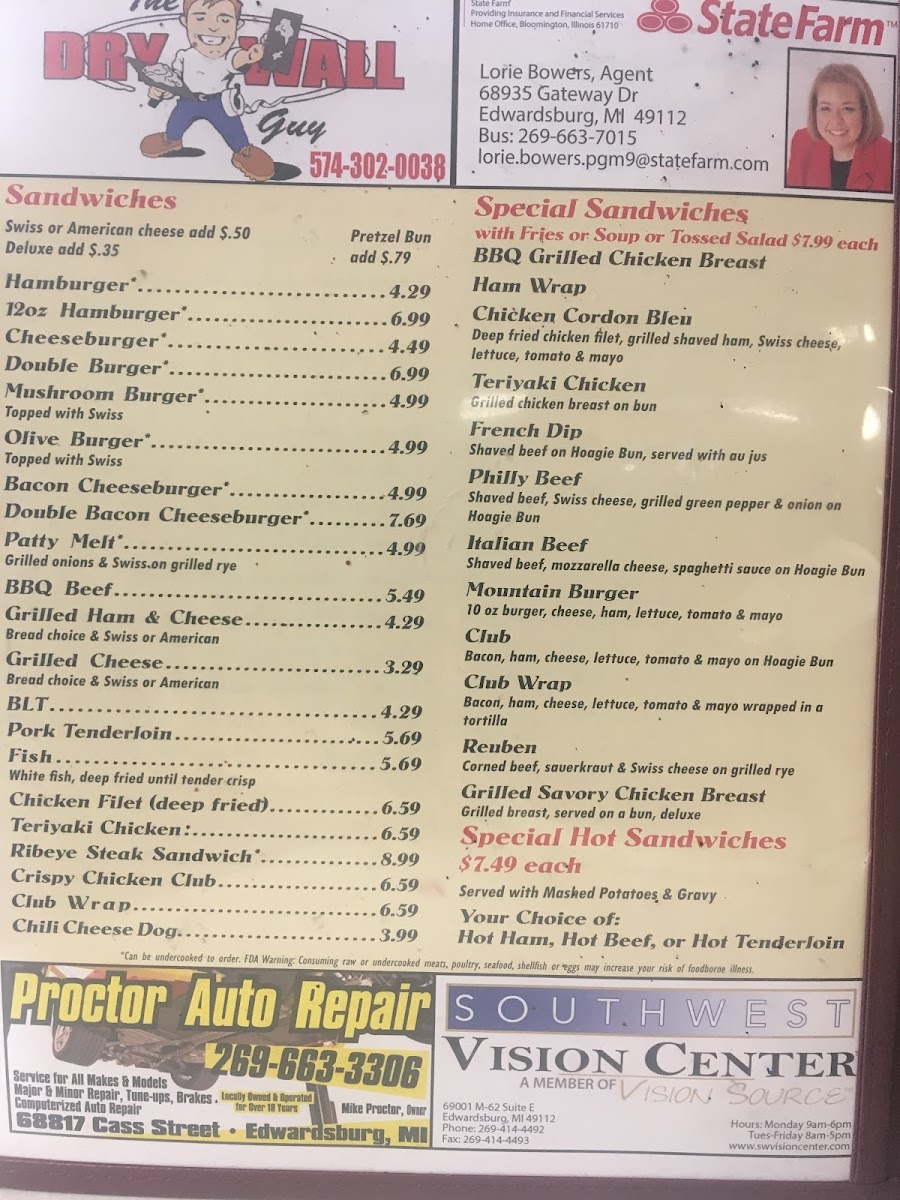 The
DRY WALL
Guy
574-302-0038
State Farm
Providing Insurance and Financial Services
Home Office, Bloomington, Illinois 61710
StateFarm™
Lorie Bowers, Agent
68935 Gateway Dr
Edwardsburg, MI 49112
Bus: 269-663-7015
lorie.bowers.pgm9@statefarm.com
Sandwiches
Swiss or American cheese add $.50
Deluxe add $.35
Pretzel Bun
add $.79
Hamburger*....4.29
12oz Hamburger*....6.99
Cheeseburger*....4.49
Double Burger*....6.99
Mushroom Burger*....4.99
Topped with Swiss
Olive Burger*....4.99
Topped with Swiss
Bacon Cheeseburger*....4.99
Double Bacon Cheeseburger*....7.69
Patty Melt*....4.99
Grilled onions & Swiss on grilled rye
BBQ Beef....5.49
Grilled Ham & Cheese....4.29
Bread choice & Swiss or American
Grilled Cheese....3.29
Bread choice & Swiss or American
BLT....4.29
Pork Tenderloin....5.69
Fish....5.69
White fish, deep fried until tender crisp
Chicken Filet (deep fried)....6.59
Teriyaki Chicken:....6.59
Ribeye Steak Sandwich*....8.99
Crispy Chicken Club....6.59
Club Wrap....6.59
Chili Cheese Dog....3.99
Special Sandwiches
with Fries or Soup or Tossed Salad $7.99 each
BBQ Grilled Chicken Breast
Ham Wrap
Chicken Cordon Bleu
Deep fried chicken filet, grilled shaved ham, Swiss cheese,
lettuce, tomato & mayo
Teriyaki Chicken
Grilled chicken breast on bun
French Dip
Shaved beef on Hoagie Bun, served with au jus
Philly Beef
Shaved beef, Swiss cheese, grilled green pepper & onion on
Hoagie Bun
Italian Beef
Shaved beef, mozzarella cheese, spaghetti sauce on Hoagie Bun
Mountain Burger
10 oz burger, cheese, ham, lettuce, tomato & mayo
Club
Bacon, ham, cheese, lettuce, tomato & mayo on Hoagie Bun
Club Wrap
Bacon, ham, cheese, lettuce, tomato & mayo wrapped in a
tortilla
Reuben
Corned beef, sauerkraut & Swiss cheese on grilled rye
Grilled Savory Chicken Breast
Grilled breast, served on a bun, deluxe
Special Hot Sandwiches
$7.49 each
Served with Masked Potatoes & Gravy
Your Choice of:
Hot Ham, Hot Beef, or Hot Tenderloin
*Can be undercooked to order. FDA Warning: Consuming raw or undercooked meats, poultry, seafood, shellfish or eggs may increase your risk of foodborne illness.
Proctor Auto Repair
269-663-3306
Service for All Makes & Models
Major & Minor Repair, Tune-ups, Brakes
Computerized Auto Repair
Locally Owned & Operated
for Over 18 Years
Mike Proctor, Owner
68817 Cass Street • Edwardsburg, MI
SOUTHWEST
VISION CENTER
A MEMBER OF VISION SOURCE
69001 M-62 Suite E
Edwardsburg, MI 49112
Phone: 269-414-4492
Fax: 269-414-4493
Hours: Monday 9am-6pm
Tues-Friday 8am-5pm
www.swvisioncenter.com